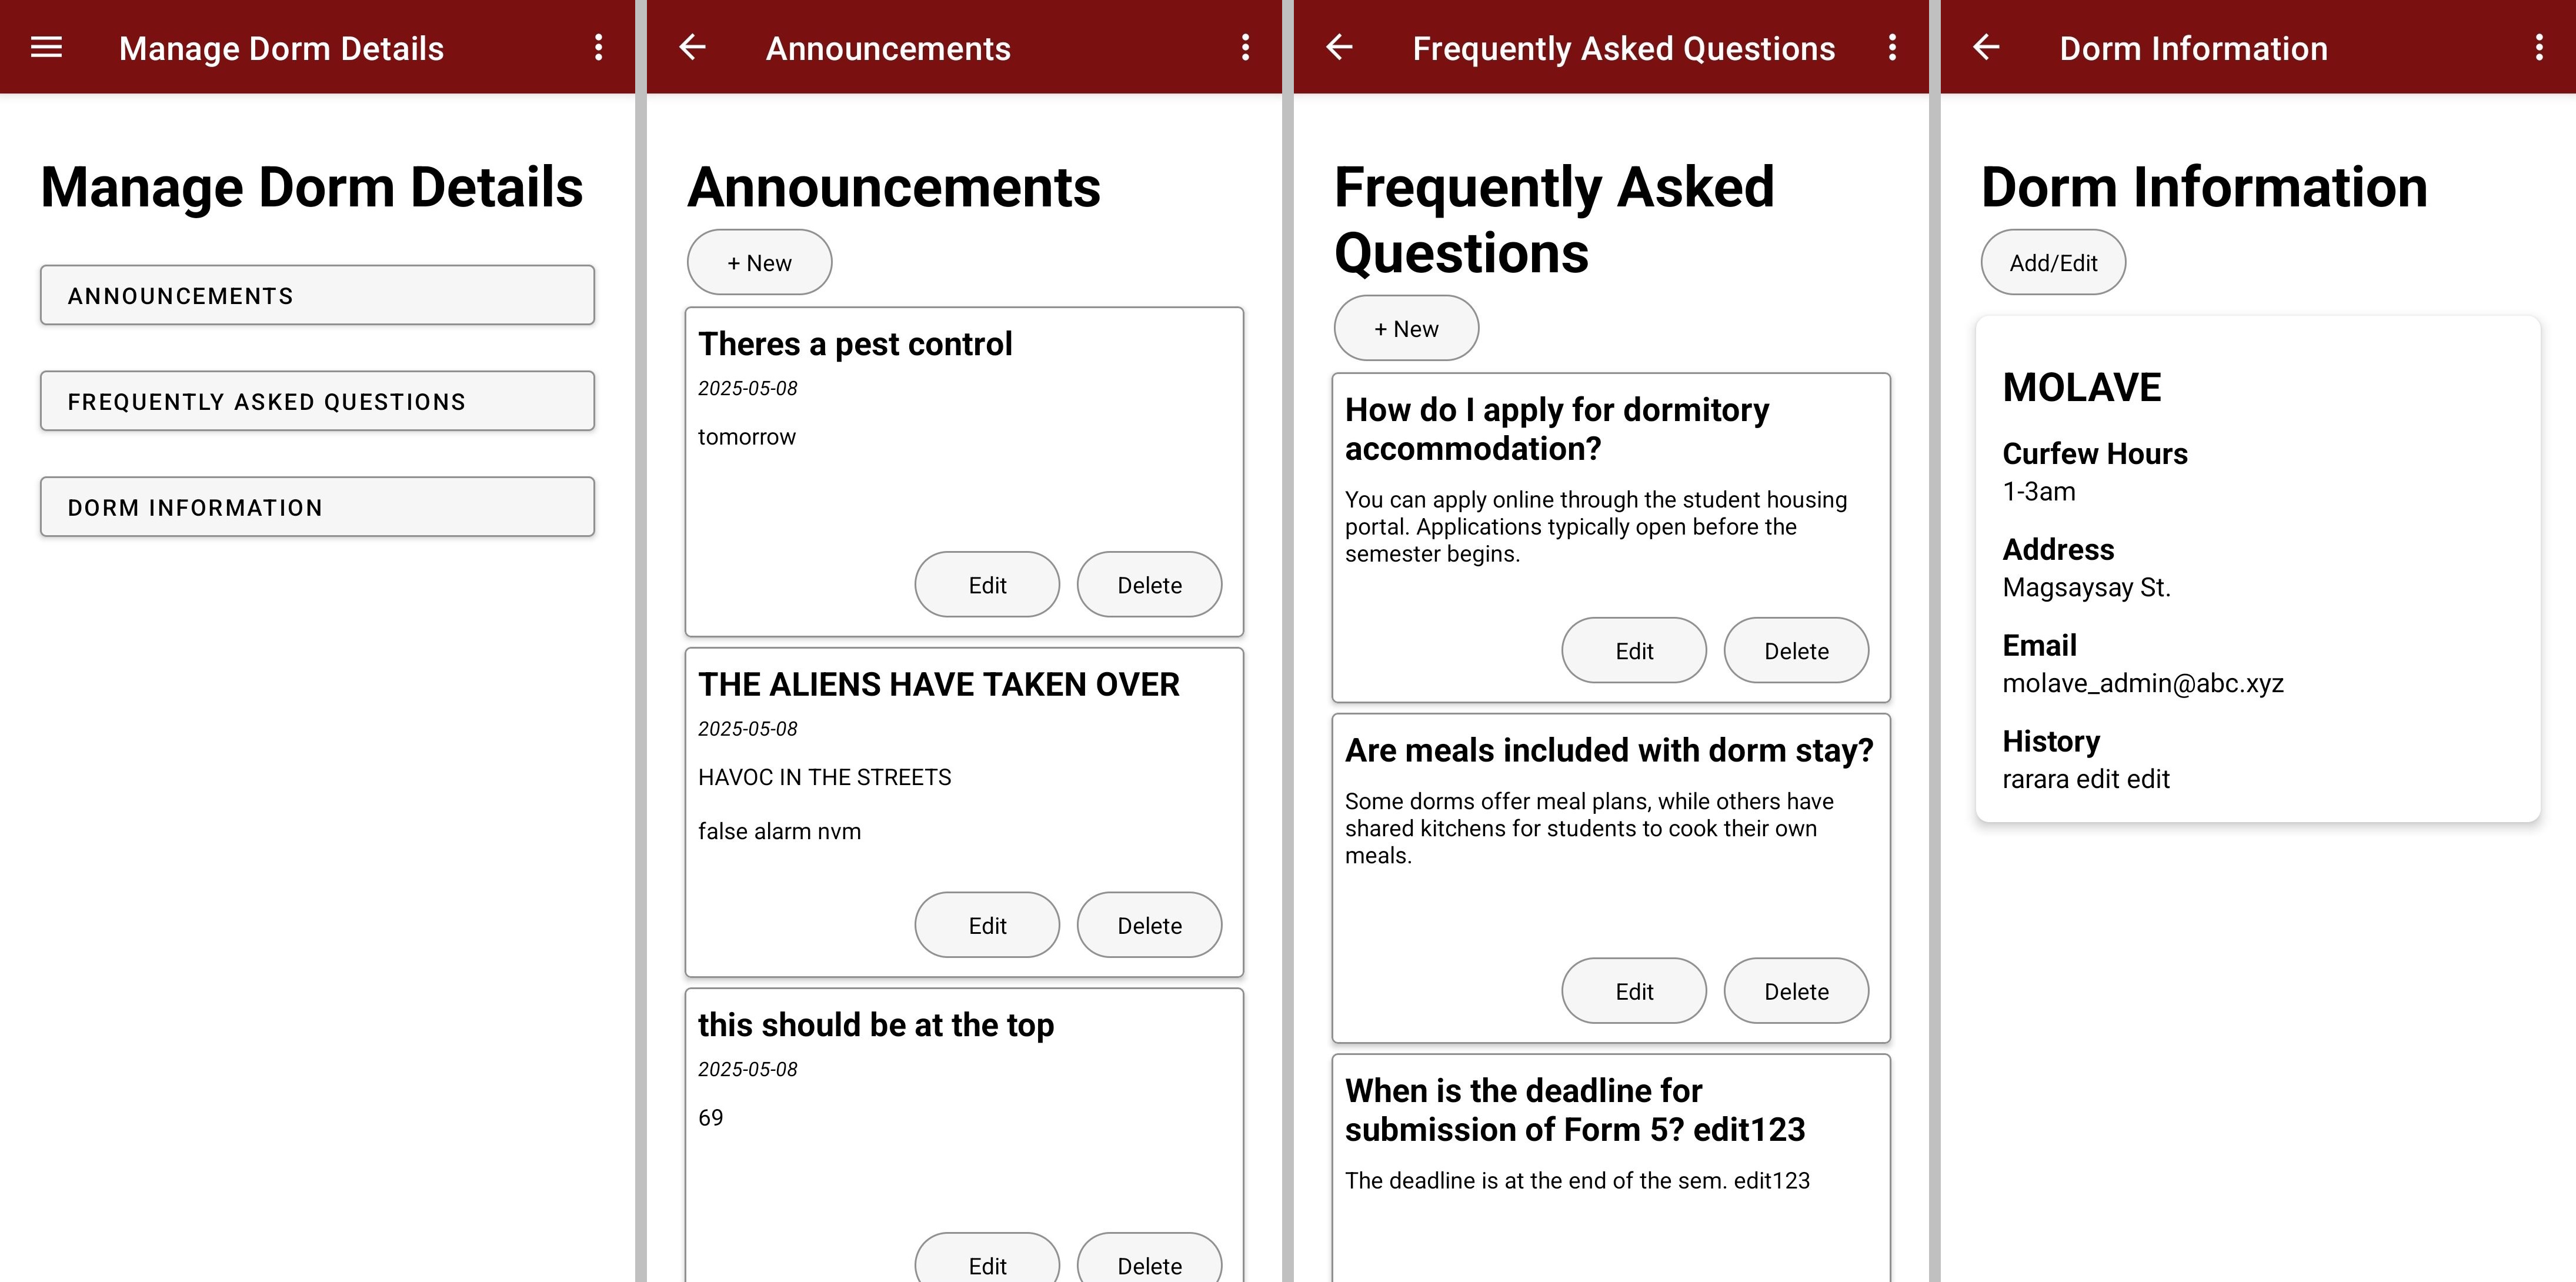 Manage Dorm Details
Manage Dorm Details
ANNOUNCEMENTS
FREQUENTLY ASKED QUESTIONS
DORM INFORMATION
Announcements
Announcements
+ New
Theres a pest control
2025-05-08
tomorrow
Edit
Delete
THE ALIENS HAVE TAKEN OVER
2025-05-08
HAVOC IN THE STREETS
false alarm nvm
Edit
Delete
this should be at the top
2025-05-08
69
Edit
Delete
Frequently Asked Questions
Frequently Asked
Questions
+ New
How do I apply for dormitory
accommodation?
You can apply online through the student housing
portal. Applications typically open before the
semester begins.
Edit
Delete
Are meals included with dorm stay?
Some dorms offer meal plans, while others have
shared kitchens for students to cook their own
meals.
Edit
Delete
When is the deadline for
submission of Form 5? edit123
The deadline is at the end of the sem. edit123
Dorm Information
Dorm Information
Add/Edit
MOLAVE
Curfew Hours
1-3am
Address
Magsaysay St.
Email
molave_admin@abc.xyz
History
rarara edit edit